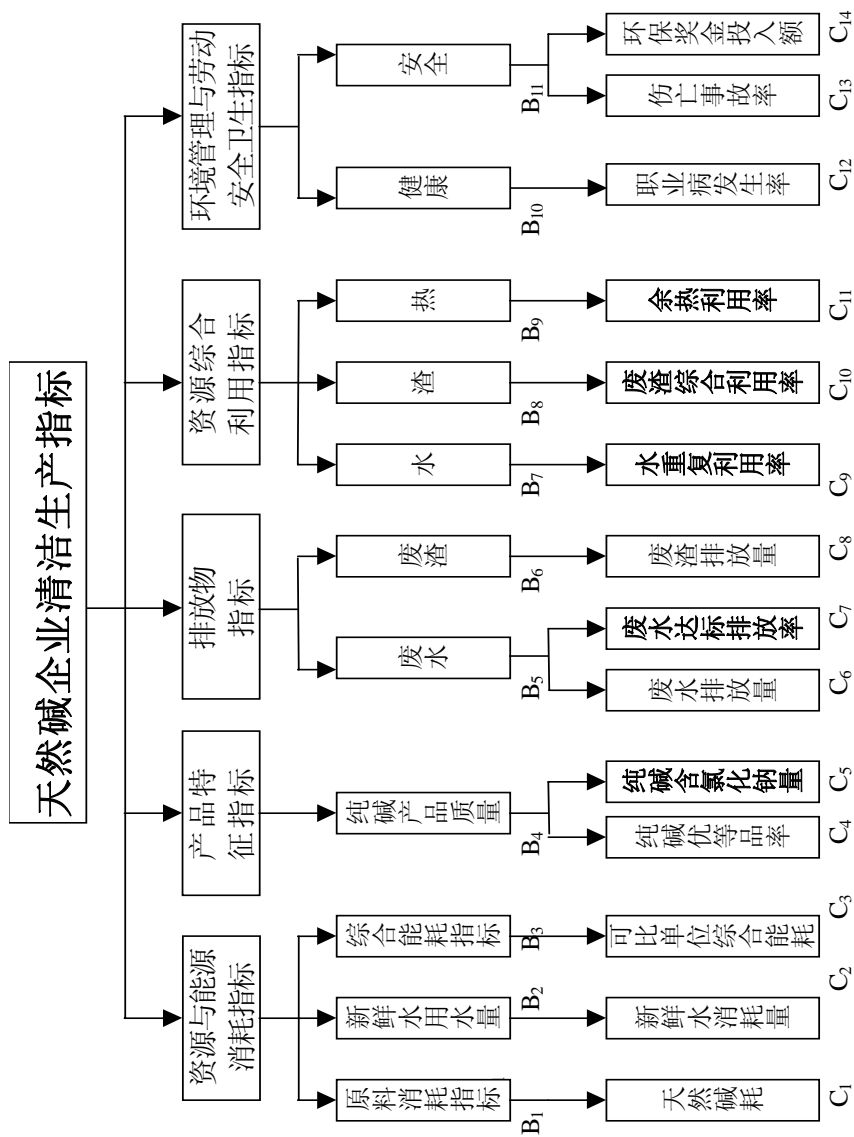 天然碱企业清洁生产指标
资源与能源
消耗指标
产品特
征指标
排放物
指标
资源综合
利用指标
环境管理与劳动
安全卫生指标
原料消耗指标
新鲜水用水量
综合能耗指标
纯碱产品质量
废水
废渣
水
渣
热
健康
安全
B1
B2
B3
B4
B5
B6
B7
B8
B9
B10
B11
天然碱耗
新鲜水消耗量
可比单位综合能耗
纯碱优等品率
纯碱含氯化钠量
废水排放量
废水达标排放率
废渣排放量
水重复利用率
废渣综合利用率
余热利用率
职业病发生率
伤亡事故率
环保奖金投入额
C1
C2
C3
C4
C5
C6
C7
C8
C9
C10
C11
C12
C13
C14